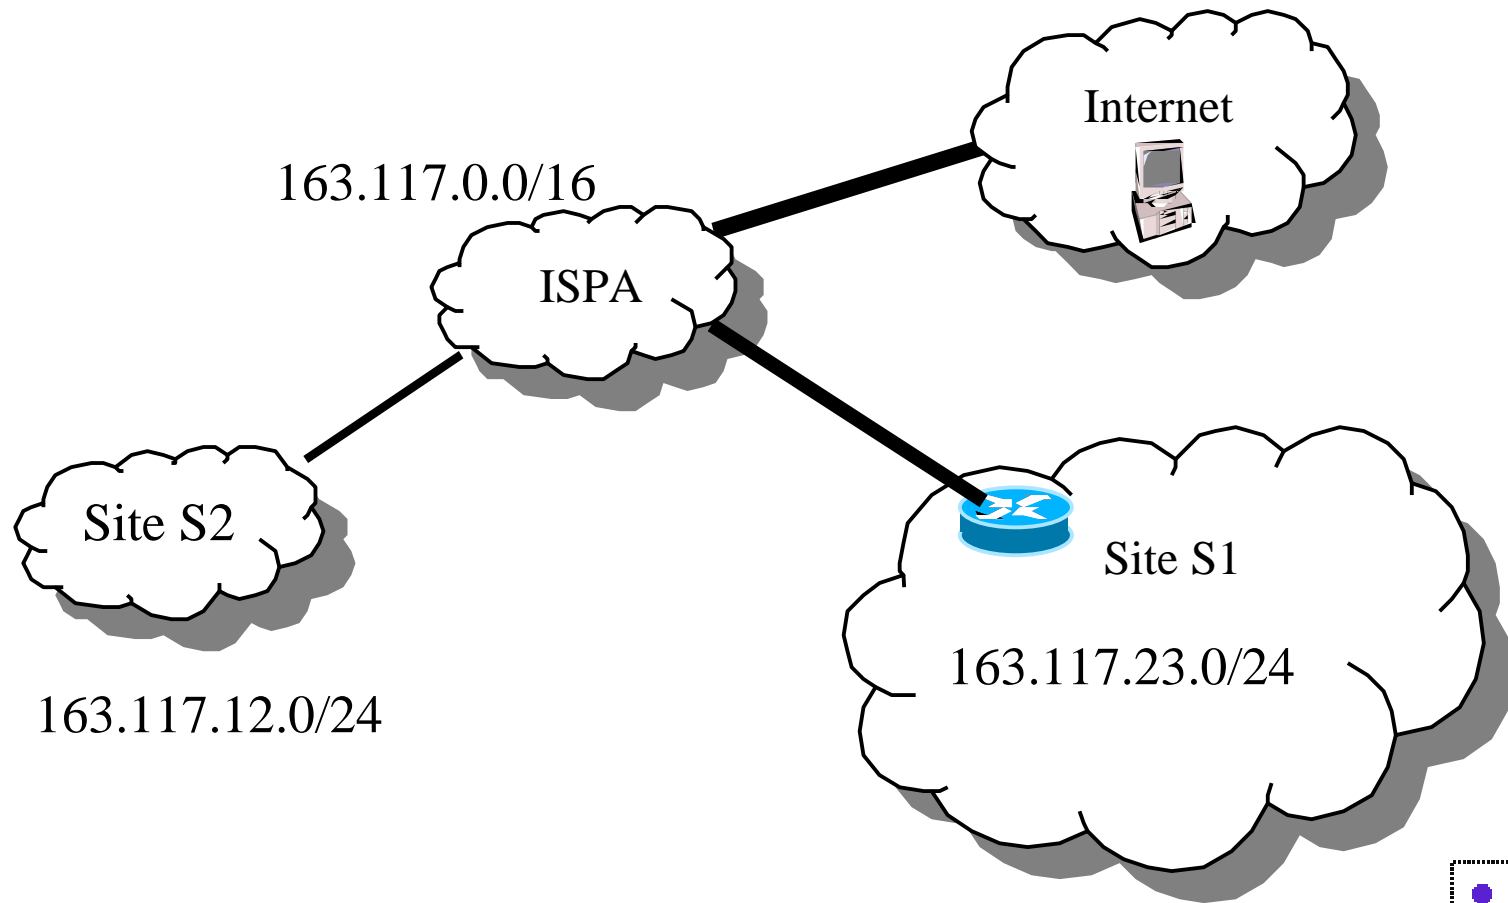 Internet
163.117.0.0/16
ISPA
Site S2
Site S1
163.117.23.0/24
163.117.12.0/24